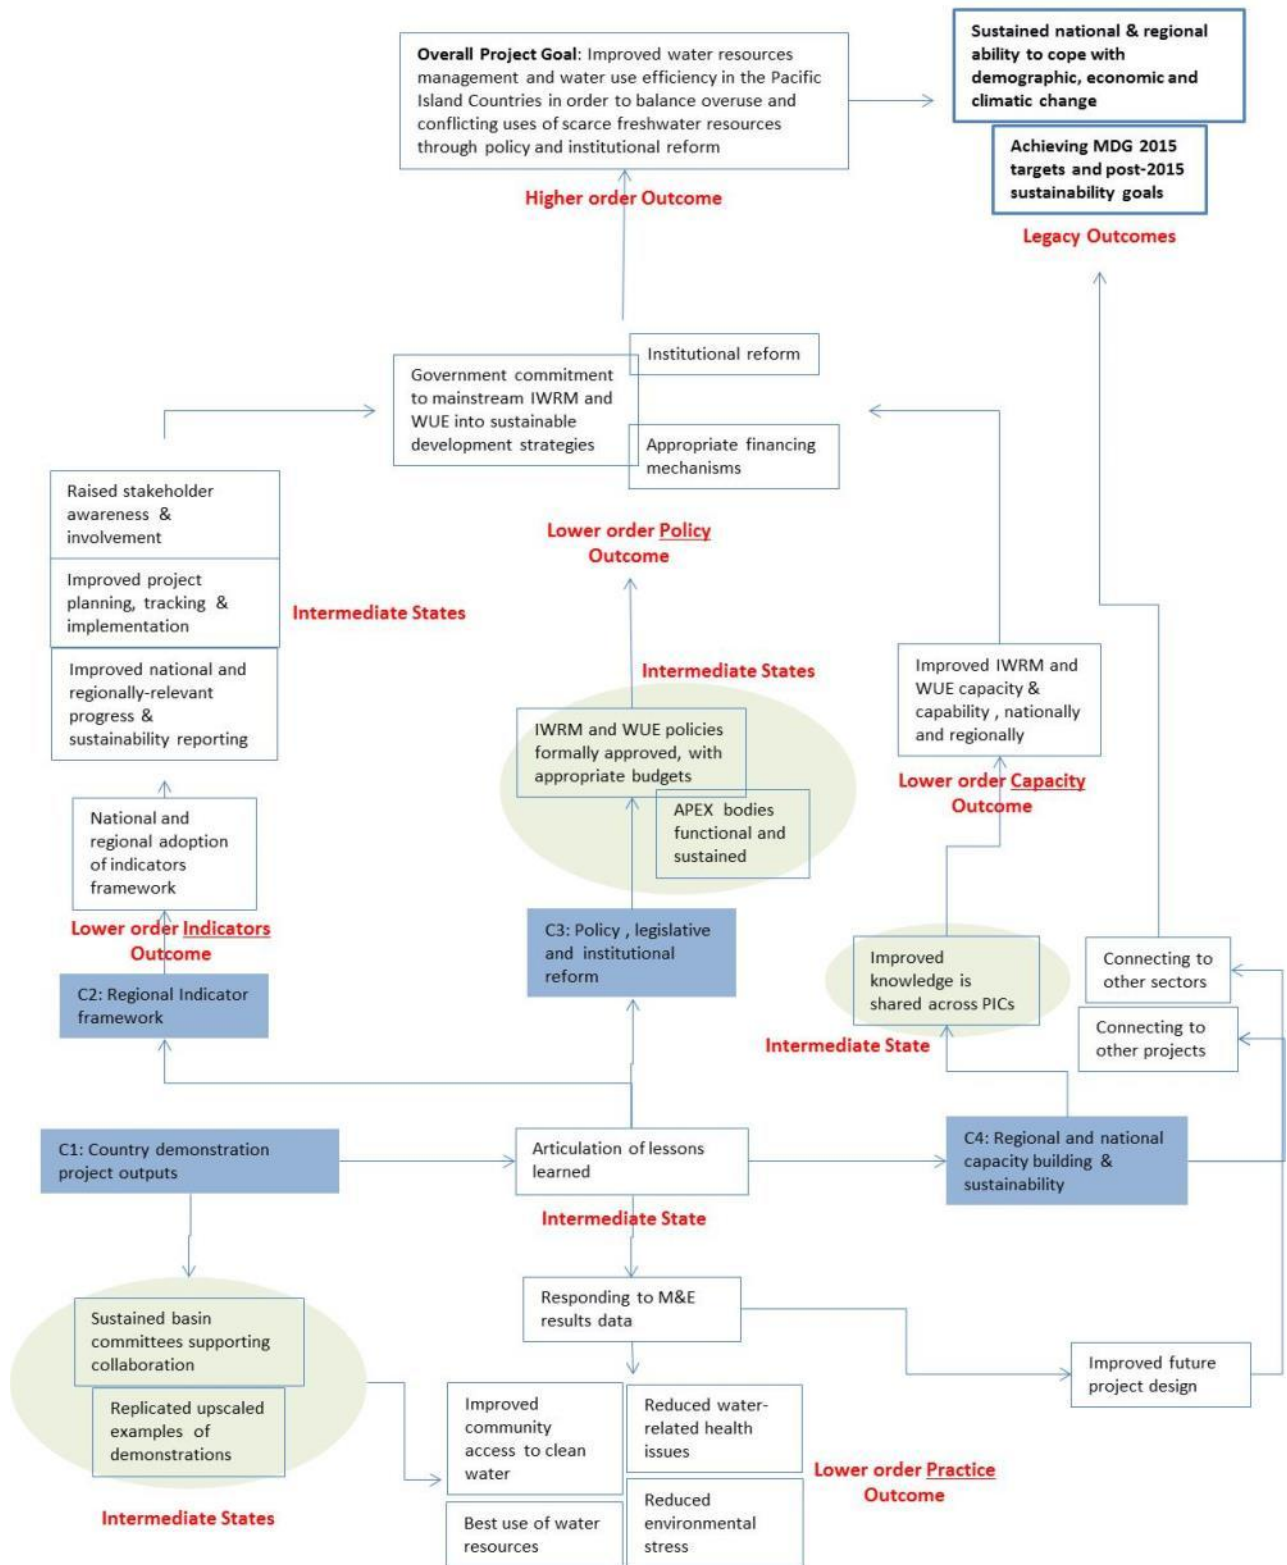 Overall Project Goal: Improved water resources
management and water use efficiency in the Pacific
Island Countries in order to balance overuse and
conflicting uses of scarce freshwater resources
through policy and institutional reform
Sustained national & regional
ability to cope with
demographic, economic and
climatic change
Achieving MDG 2015
targets and post-2015
sustainability goals
Higher order Outcome
Legacy Outcomes
Institutional reform
Government commitment
to mainstream IWRM and
WUE into sustainable
development strategies
Appropriate financing
mechanisms
Lower order Policy
Outcome
Raised stakeholder
awareness &
involvement
Improved project
planning, tracking &
implementation
Improved national and
regionally-relevant
progress &
sustainability reporting
Intermediate States
Intermediate States
IWRM and WUE policies
formally approved, with
appropriate budgets
APEX bodies
functional and
sustained
Improved IWRM and
WUE capacity &
capability , nationally
and regionally
Lower order Capacity
Outcome
National and
regional adoption
of indicators
framework
Lower order Indicators
Outcome
C2: Regional Indicator
framework
C3: Policy , legislative
and institutional
reform
Improved
knowledge is
shared across PICs
Intermediate State
Connecting to
other sectors
Connecting to
other projects
C1: Country demonstration
project outputs
Articulation of lessons
learned
Intermediate State
C4: Regional and national
capacity building &
sustainability
Sustained basin
committees supporting
collaboration
Replicated upscaled
examples of
demonstrations
Intermediate States
Responding to M&E
results data
Improved future
project design
Improved
community
access to clean
water
Reduced water-
related health
issues
Best use of water
resources
Reduced
environmental
stress
Lower order Practice
Outcome